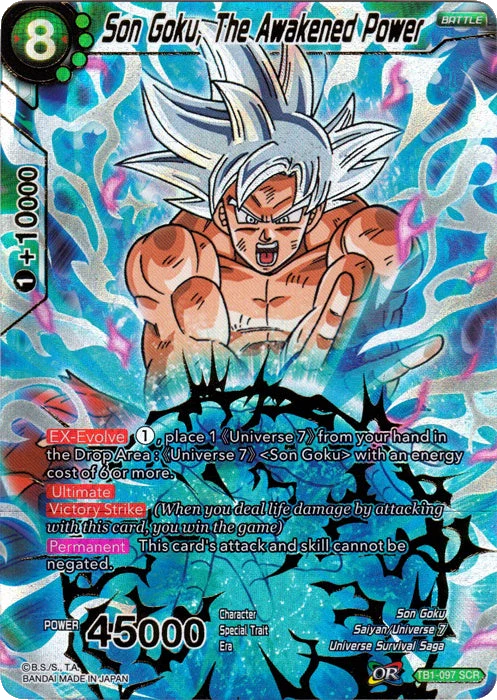 8
Son Goku, The Awakened Power
BATTLE
1 +10000
EX-Evolve 1 , place 1 《Universe 7》 from your hand in
the Drop Area : 《Universe 7》 <Son Goku> with an energy
cost of 6 or more.
Ultimate
Victory Strike (When you deal life damage by attacking
with this card, you win the game)
Permanent This card's attack and skill cannot be
negated.
POWER 45000
Character Son Goku
Special Trait Saiyan/Universe 7
Era Universe Survival Saga
©B.S./S., T.A.
BANDAI MADE IN JAPAN
OR
TB1-097 SCR